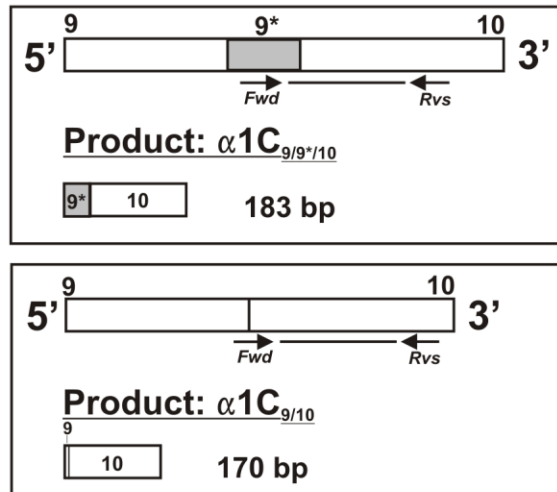 9 9* 10
5’ 3’
Fwd Rvs
Product: α1C9/9*/10
9* 10 183 bp
9 10
5’ 3’
Fwd Rvs
Product: α1C9/10
9
10 170 bp